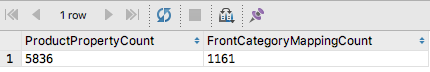 1 row
ProductPropertyCount FrontCategoryMappingCount
1 5836 1161